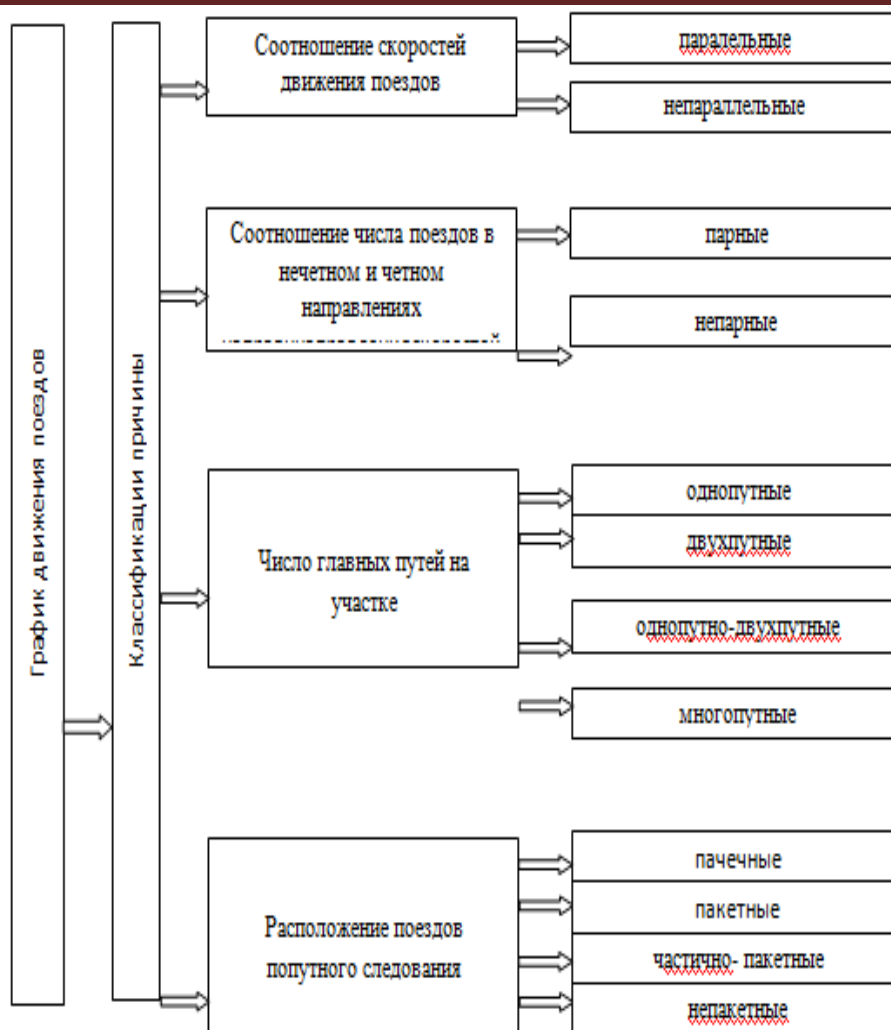 График движения поездов
Классификации причины
Соотношение скоростей
движения поездов
паралельные
непараллельные
Соотношение числа поездов в
нечетном и четном
направлениях
парные
непарные
Число главных путей на
участке
однопутные
двухпутные
однопутно-двухпутные
многопутные
Расположение поездов
попутного следования
пачечные
пакетные
частично- пакетные
непакетные